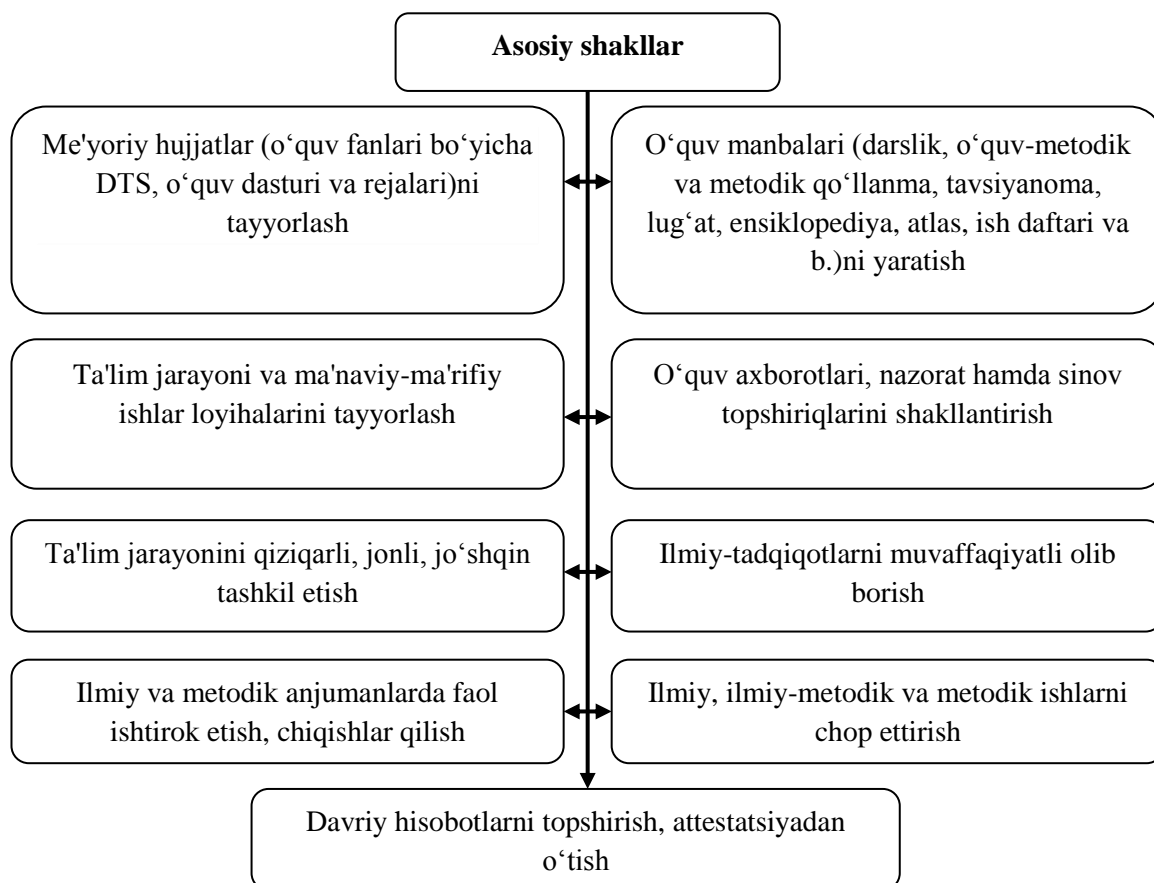 Asosiy shakllar
Me'yoriy hujjatlar (o‘quv fanlari bo‘yicha
DTS, o‘quv dasturi va rejalari)ni
tayyorlash
O‘quv manbalari (darslik, o‘quv-metodik
va metodik qo‘llanma, tavsiyanoma,
lug‘at, ensiklopediya, atlas, ish daftari va
b.)ni yaratish
Ta'lim jarayoni va ma'naviy-ma'rifiy
ishlar loyihalarini tayyorlash
O‘quv axborotlari, nazorat hamda sinov
topshiriqlarini shakllantirish
Ta'lim jarayonini qiziqarli, jonli, jo‘shqin
tashkil etish
Ilmiy-tadqiqotlarni muvaffaqiyatli olib
borish
Ilmiy va metodik anjumanlarda faol
ishtirok etish, chiqishlar qilish
Ilmiy, ilmiy-metodik va metodik ishlarni
chop ettirish
Davriy hisobotlarni topshirish, attestatsiyadan
o‘tish